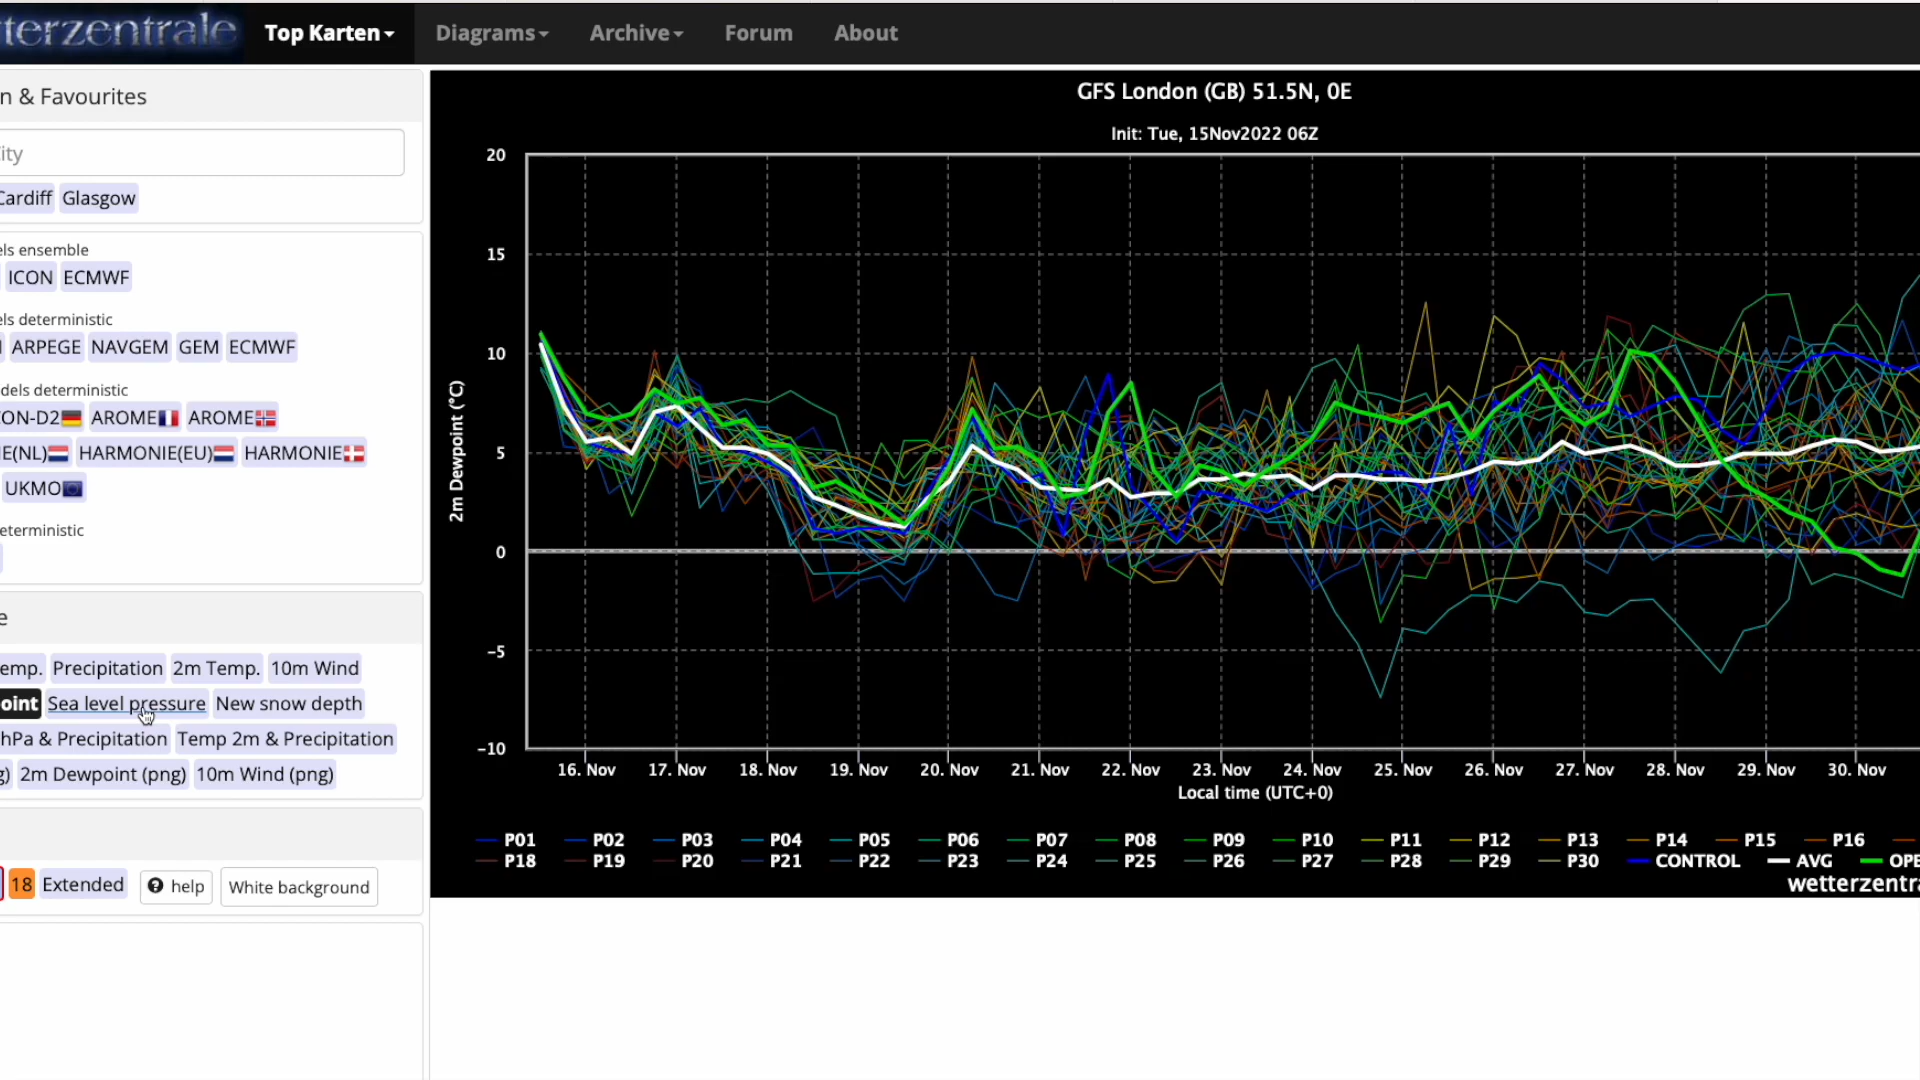 tterzentrale Top Karten Diagrams Archive Forum About
n & Favourites
ity
Cardiff Glasgow
els ensemble
ICON ECMWF
els deterministic
ARPEGE NAVGEM GEM ECMWF
dels deterministic
ON-D2 AROME AROME
E(NL) HARMONIE(EU) HARMONIE
UKMO
eterministic
e
emp. Precipitation 2m Temp. 10m Wind
oint Sea level pressure New snow depth
hPa & Precipitation Temp 2m & Precipitation
g) 2m Dewpoint (png) 10m Wind (png)
18 Extended ? help White background
GFS London (GB) 51.5N, 0E
Init: Tue, 15Nov2022 06Z
20
15
10
5
0
-5
-10
2m Dewpoint (°C)
16. Nov 17. Nov 18. Nov 19. Nov 20. Nov 21. Nov 22. Nov 23. Nov 24. Nov 25. Nov 26. Nov 27. Nov 28. Nov 29. Nov 30. Nov
Local time (UTC+0)
P01 P02 P03 P04 P05 P06 P07 P08 P09 P10 P11 P12 P13 P14 P15 P16
P18 P19 P20 P21 P22 P23 P24 P25 P26 P27 P28 P29 P30 CONTROL AVG OPE
wetterzentra